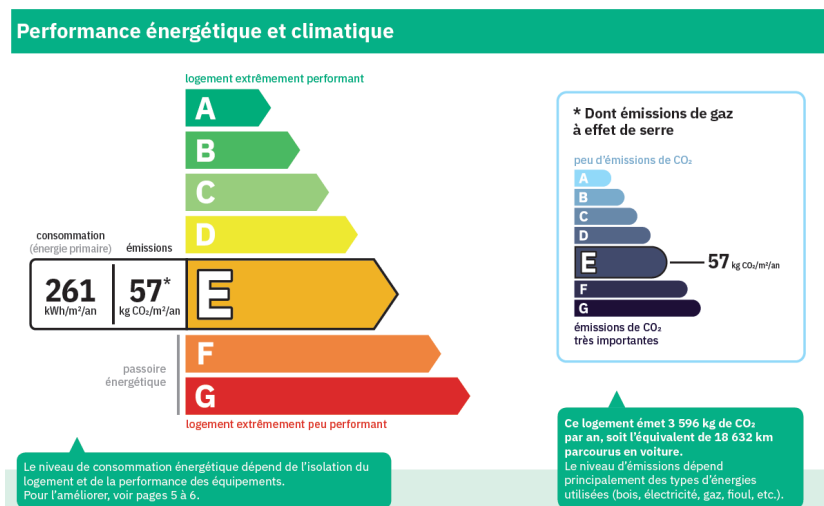 Performance énergétique et climatique
logement extrêmement performant
A
B
C
D
consommation
(énergie primaire)
émissions
261
kWh/m²/an
57*
kg CO₂/m²/an
E
F
G
passoire
énergétique
logement extrêmement peu performant
Le niveau de consommation énergétique dépend de l'isolation du
logement et de la performance des équipements.
Pour l'améliorer, voir pages 5 à 6.
* Dont émissions de gaz
à effet de serre
peu d'émissions de CO₂
A
B
C
D
E
57 kg CO₂/m²/an
F
G
émissions de CO₂
très importantes
Ce logement émet 3 596 kg de CO₂
par an, soit l'équivalent de 18 632 km
parcourus en voiture.
Le niveau d'émissions dépend
principalement des types d'énergies
utilisées (bois, électricité, gaz, fioul, etc.).